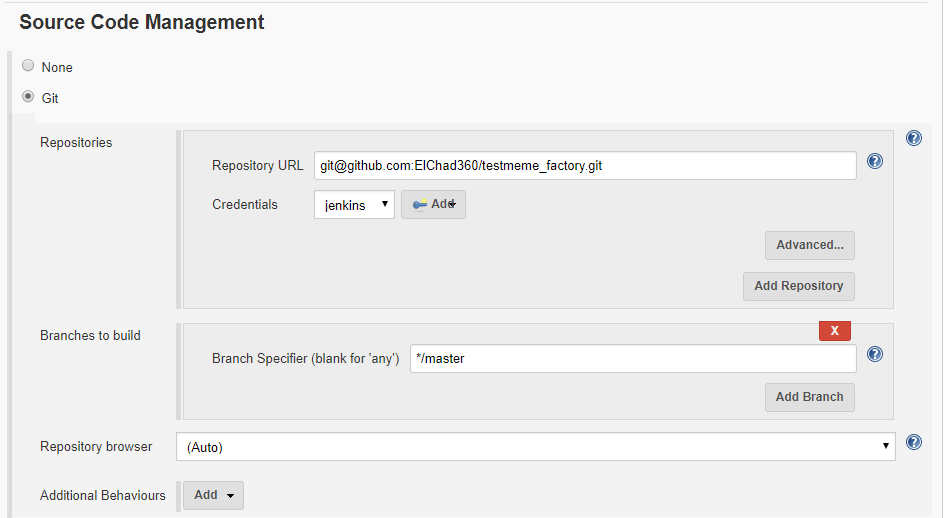 Source Code Management
None
Git
Repositories
Repository URL git@github.com:ElChad360/testmeme_factory.git
Credentials jenkins Add
Advanced...
Add Repository
Branches to build
X
Branch Specifier (blank for 'any') */master
Add Branch
Repository browser (Auto)
Additional Behaviours Add